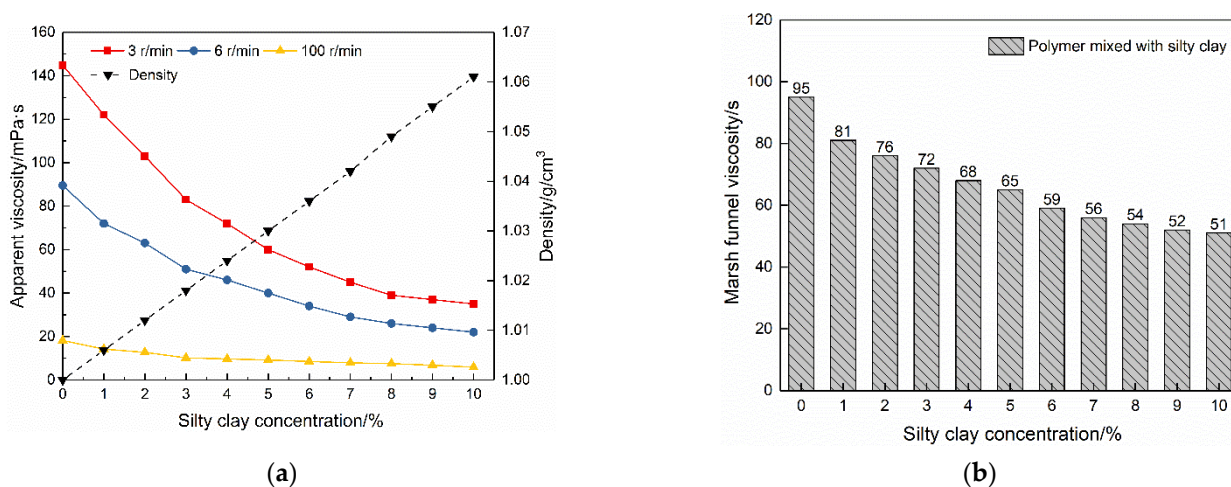 160
140
120
100
80
60
40
20
0
Apparent viscosity/mPa·s
3 r/min 6 r/min 100 r/min
Density
1.07
1.06
1.05
1.04
1.03
1.02
1.01
1.00
Density/g/cm³
0 1 2 3 4 5 6 7 8 9 10
Silty clay concentration/%
(a)
120
100
80
60
40
20
0
Marsh funnel viscosity/s
Polymer mixed with silty clay
95 81 76 72 68 65 59 56 54 52 51
0 1 2 3 4 5 6 7 8 9 10
Silty clay concentration/%
(b)